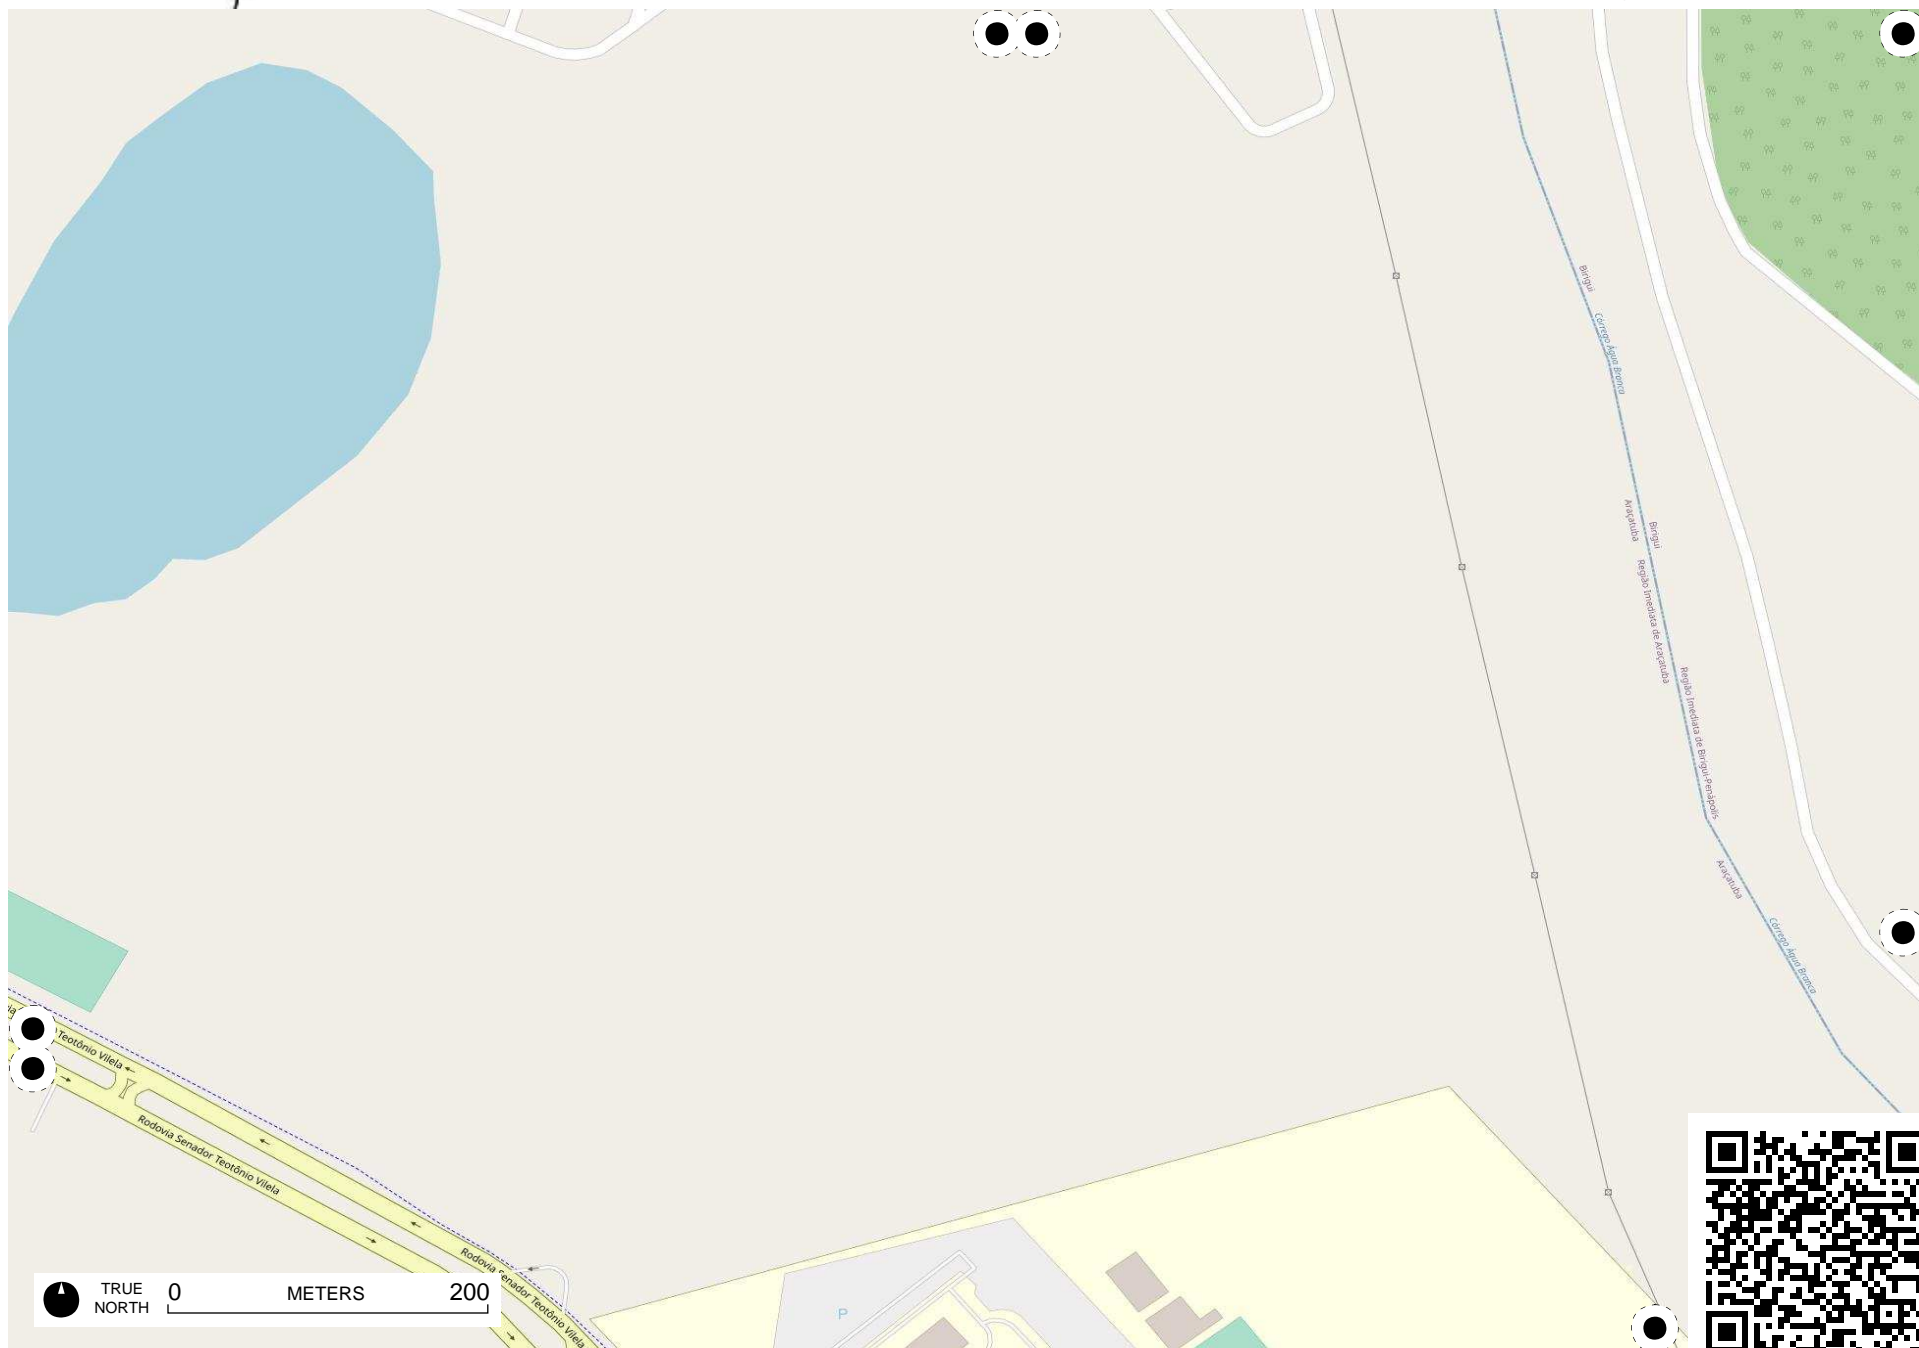 Birigui
Córrego Água Branca
Araçatuba
Birigui
Região Imediata de Araçatuba
Região Imediata de Birigui-Penápolis
Araçatuba
Córrego Água Branca
Teotônio Vilela
Rodovia Senador Teotônio Vilela
Rodovia Senador Teotônio Vilela
P
TRUE NORTH
0 METERS 200